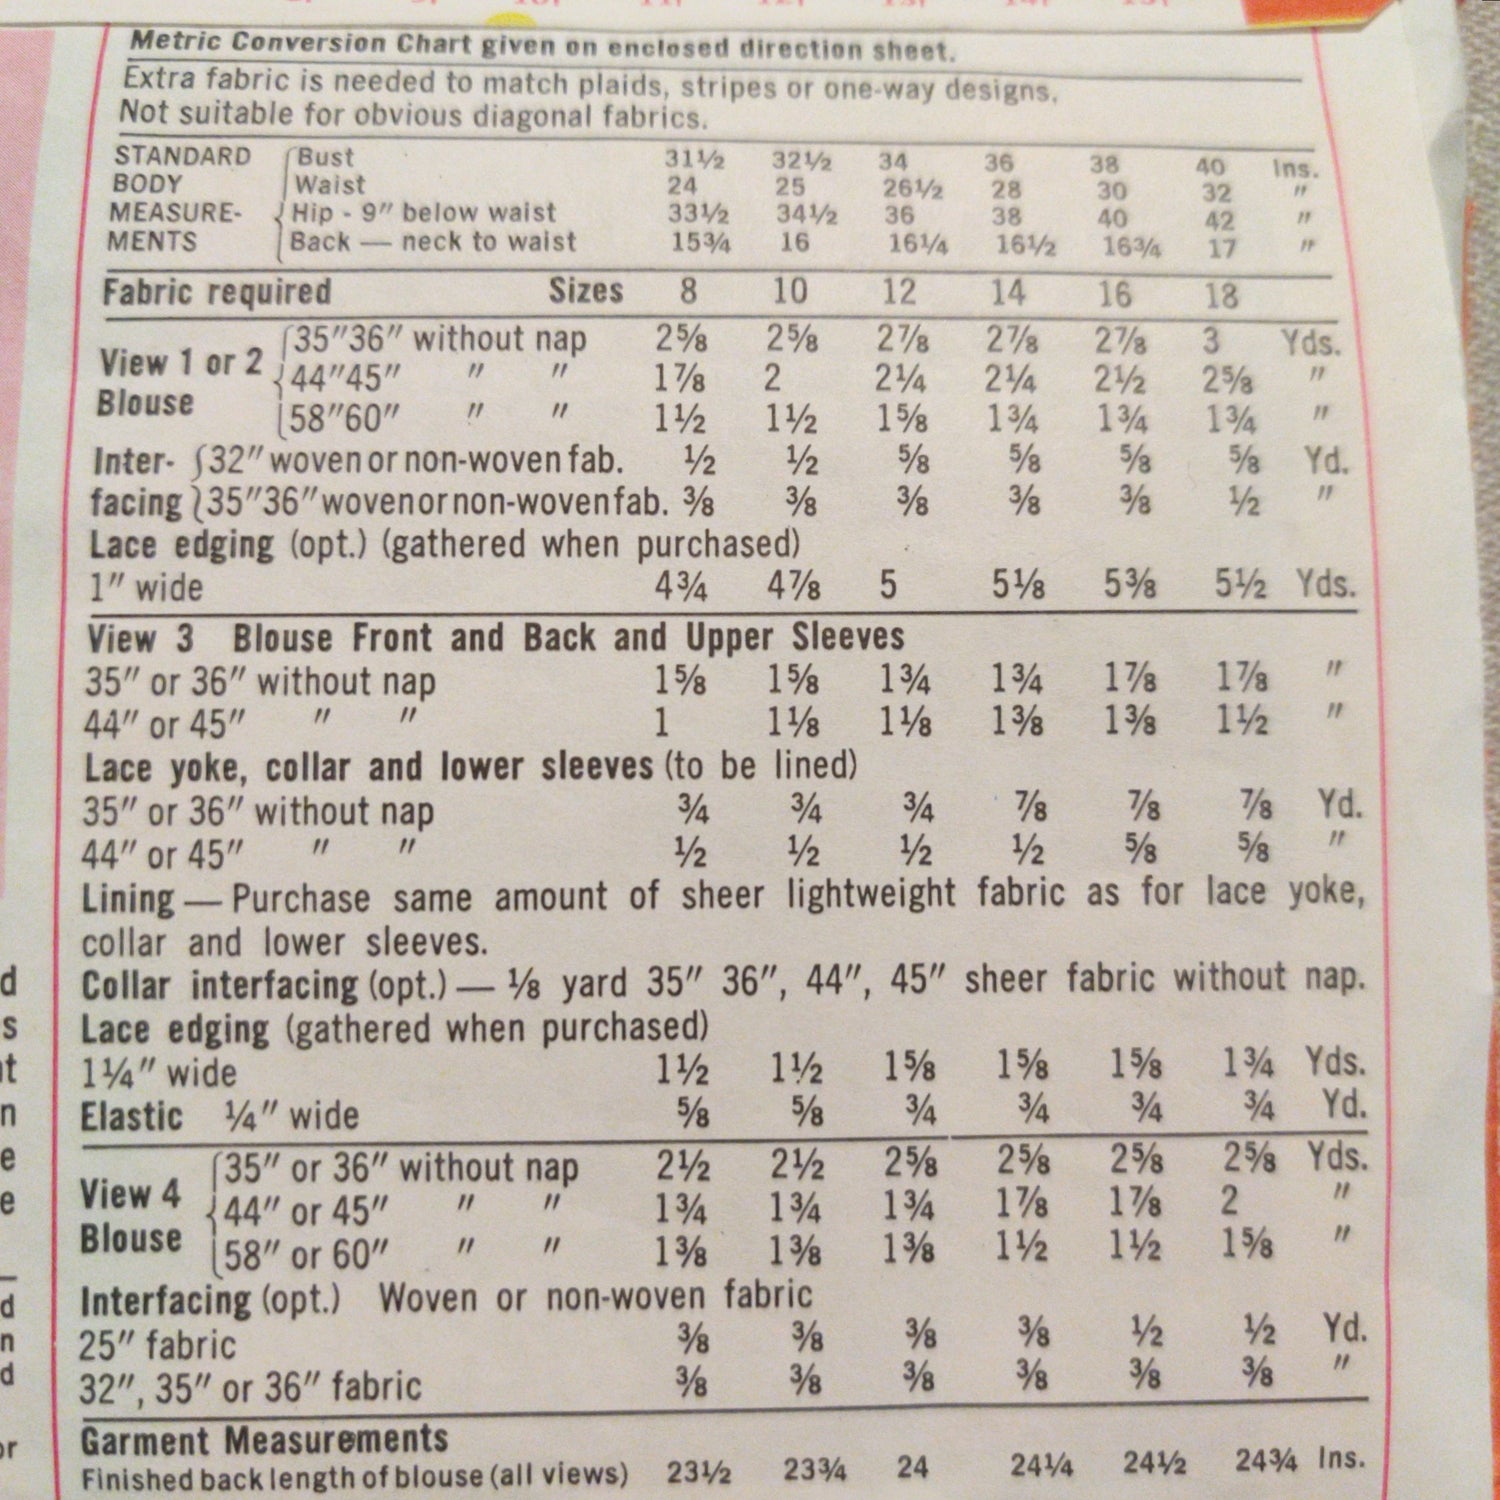 Metric Conversion Chart given on enclosed direction sheet.
Extra fabric is needed to match plaids, stripes or one-way designs.
Not suitable for obvious diagonal fabrics.
STANDARD Bust 31½ 32½ 34 36 38 40 Ins.
BODY Waist 24 25 26½ 28 30 32 "
MEASURE- Hip - 9" below waist 33½ 34½ 36 38 40 42 "
MENTS Back — neck to waist 15¾ 16 16¼ 16½ 16¾ 17 "
Fabric required Sizes 8 10 12 14 16 18
View 1 or 2 35"36" without nap 2⅝ 2⅝ 2⅞ 2⅞ 2⅞ 3 Yds.
44"45" " " 1⅞ 2 2¼ 2¼ 2½ 2⅝ "
Blouse 58"60" " " 1½ 1½ 1⅝ 1¾ 1¾ 1¾ "
Inter- 32" woven or non-woven fab. ½ ½ ⅝ ⅝ ⅝ ⅝ Yd.
facing 35"36" woven or non-woven fab. ⅜ ⅜ ⅜ ⅜ ⅜ ½ "
Lace edging (opt.) (gathered when purchased)
1" wide 4¾ 4⅞ 5 5⅛ 5⅜ 5½ Yds.
View 3 Blouse Front and Back and Upper Sleeves
35" or 36" without nap 1⅝ 1⅝ 1¾ 1¾ 1⅞ 1⅞ "
44" or 45" " " 1 1⅛ 1⅛ 1⅜ 1⅜ 1½ "
Lace yoke, collar and lower sleeves (to be lined)
35" or 36" without nap ¾ ¾ ¾ ⅞ ⅞ ⅞ Yd.
44" or 45" " " ½ ½ ½ ½ ⅝ ⅝ "
Lining — Purchase same amount of sheer lightweight fabric as for lace yoke,
collar and lower sleeves.
Collar interfacing (opt.) — ⅛ yard 35" 36", 44", 45" sheer fabric without nap.
Lace edging (gathered when purchased)
1¼" wide 1½ 1½ 1⅝ 1⅝ 1⅝ 1¾ Yds.
Elastic ¼" wide ⅝ ⅝ ¾ ¾ ¾ ¾ Yd.
View 4 35" or 36" without nap 2½ 2½ 2⅝ 2⅝ 2⅝ 2⅝ Yds.
44" or 45" " " 1¾ 1¾ 1¾ 1⅞ 1⅞ 2 "
Blouse 58" or 60" " " 1⅜ 1⅜ 1⅜ 1½ 1½ 1⅝ "
Interfacing (opt.) Woven or non-woven fabric
25" fabric ⅜ ⅜ ⅜ ⅜ ½ ½ Yd.
32", 35" or 36" fabric ⅜ ⅜ ⅜ ⅜ ⅜ ⅜ "
Garment Measurements
Finished back length of blouse (all views) 23½ 23¾ 24 24¼ 24½ 24¾ Ins.